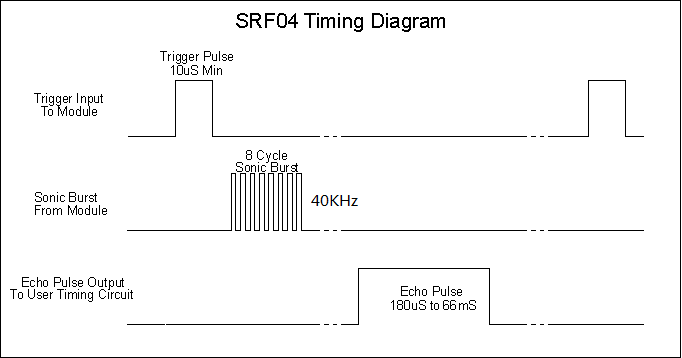 SRF04 Timing Diagram
Trigger Pulse
10uS Min
Trigger Input
To Module
8 Cycle
Sonic Burst
Sonic Burst
From Module
40KHz
Echo Pulse Output
To User Timing Circuit
Echo Pulse
180uS to 66mS